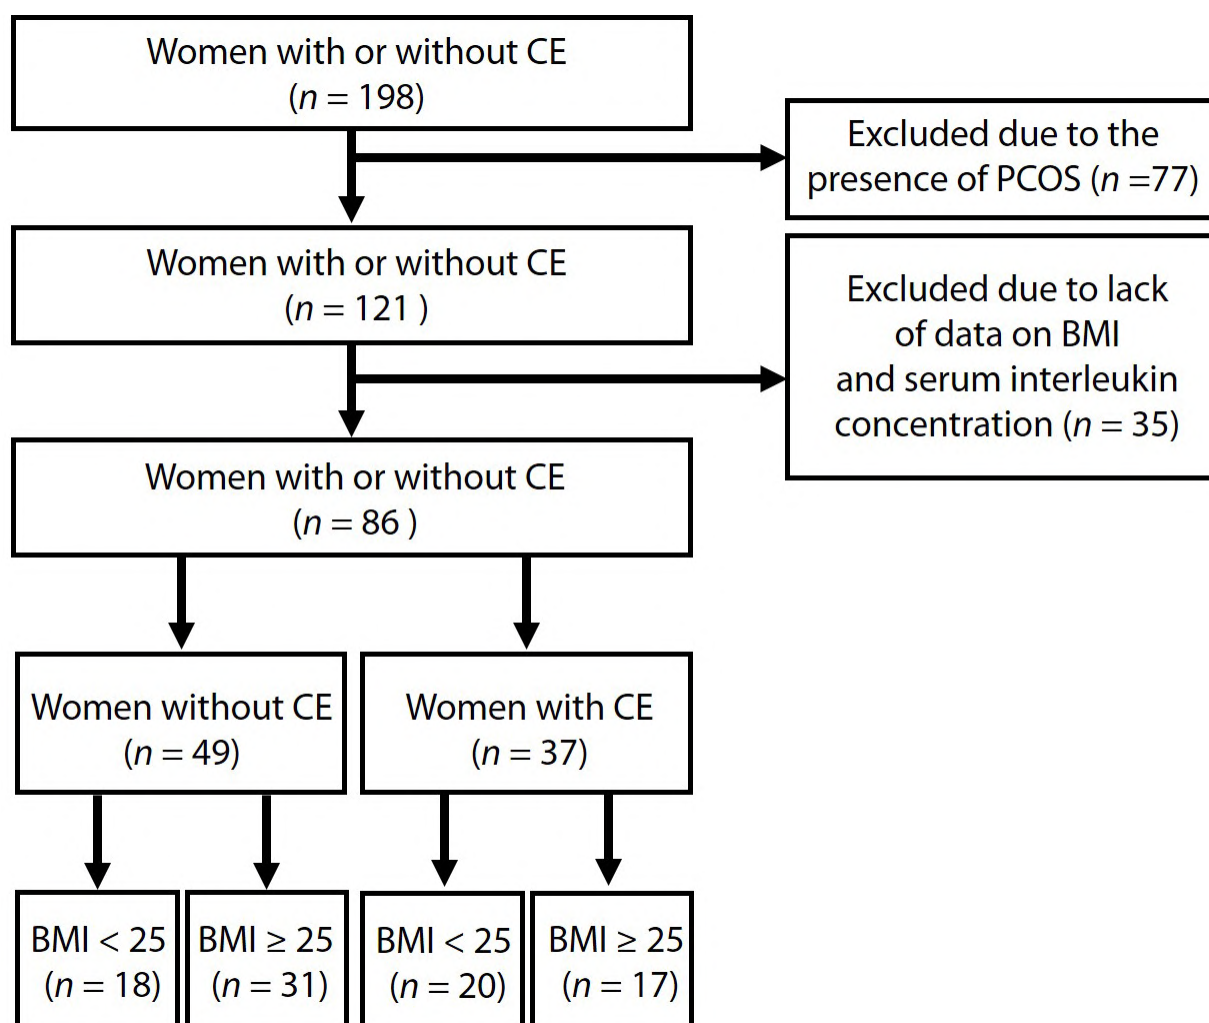 Women with or without CE
(n = 198)
Excluded due to the
presence of PCOS (n =77)
Women with or without CE
(n = 121 )
Excluded due to lack
of data on BMI
and serum interleukin
concentration (n = 35)
Women with or without CE
(n = 86 )
Women without CE
(n = 49)
Women with CE
(n = 37)
BMI < 25
(n = 18)
BMI ≥ 25
(n = 31)
BMI < 25
(n = 20)
BMI ≥ 25
(n = 17)